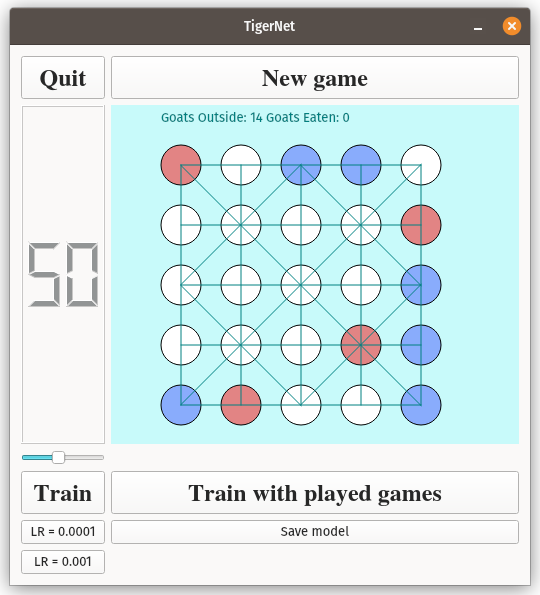 TigerNet
Quit
New game
Goats Outside: 14 Goats Eaten: 0
50
Train
Train with played games
LR = 0.0001
Save model
LR = 0.001